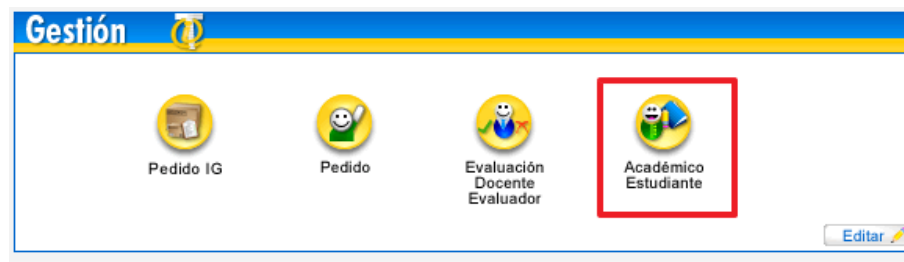 Gestión
Pedido IG
Pedido
Evaluación
Docente
Evaluador
Académico
Estudiante
Editar